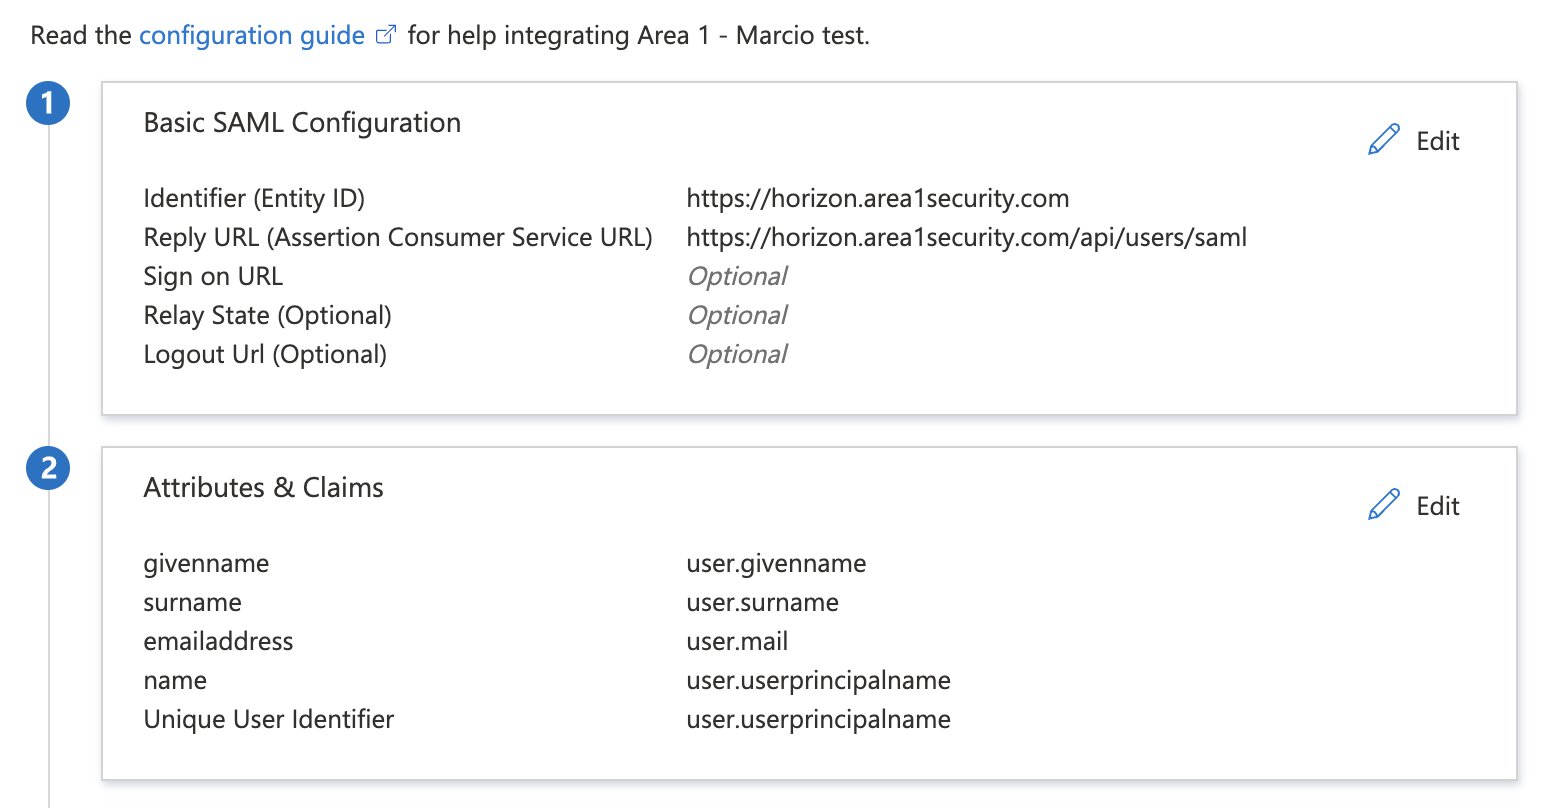 Read the configuration guide for help integrating Area 1 - Marcio test.
1
Basic SAML Configuration
Edit
Identifier (Entity ID) https://horizon.area1security.com
Reply URL (Assertion Consumer Service URL) https://horizon.area1security.com/api/users/saml
Sign on URL Optional
Relay State (Optional) Optional
Logout Url (Optional) Optional
2
Attributes & Claims
Edit
givenname user.givenname
surname user.surname
emailaddress user.mail
name user.userprincipalname
Unique User Identifier user.userprincipalname